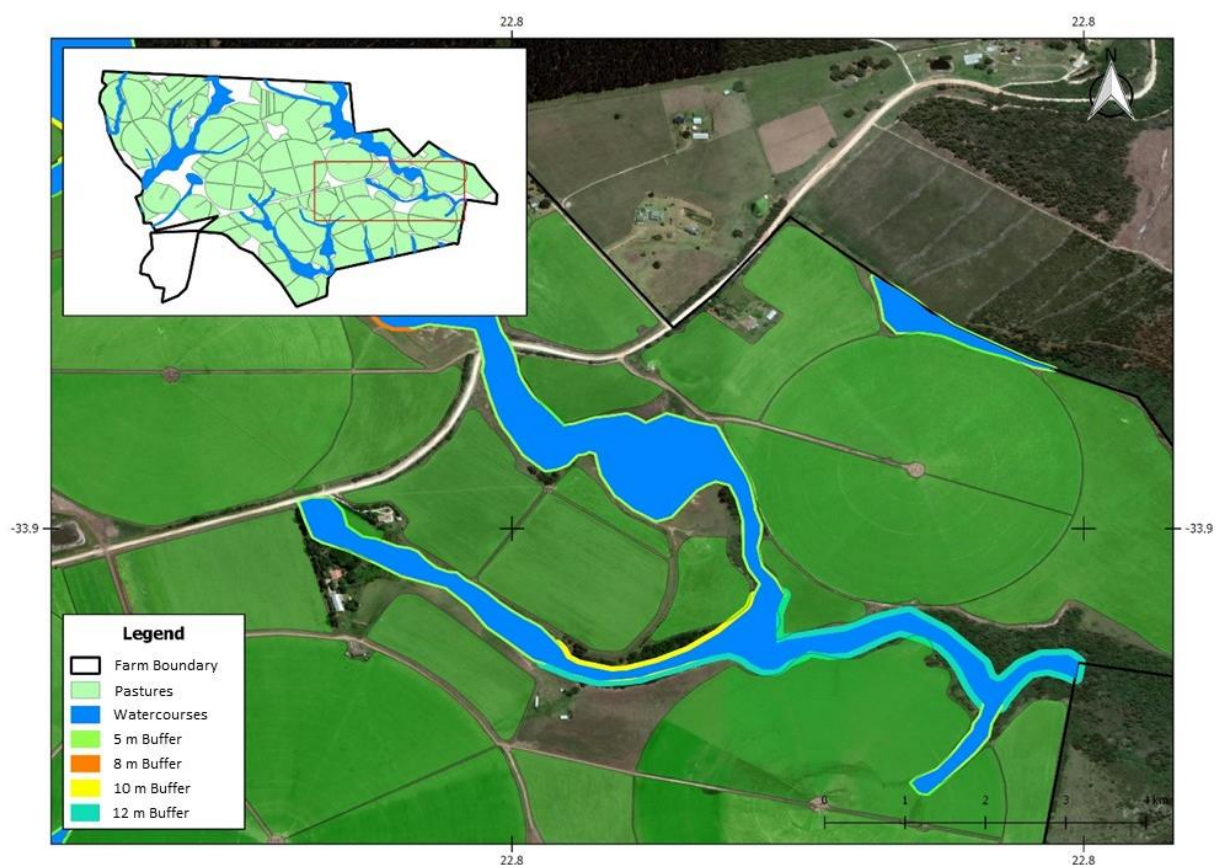 22.8
22.8
N
-33.9
-33.9
Legend
Farm Boundary
Pastures
Watercourses
5 m Buffer
8 m Buffer
10 m Buffer
12 m Buffer
0 1 2 3 4 km
22.8
22.8